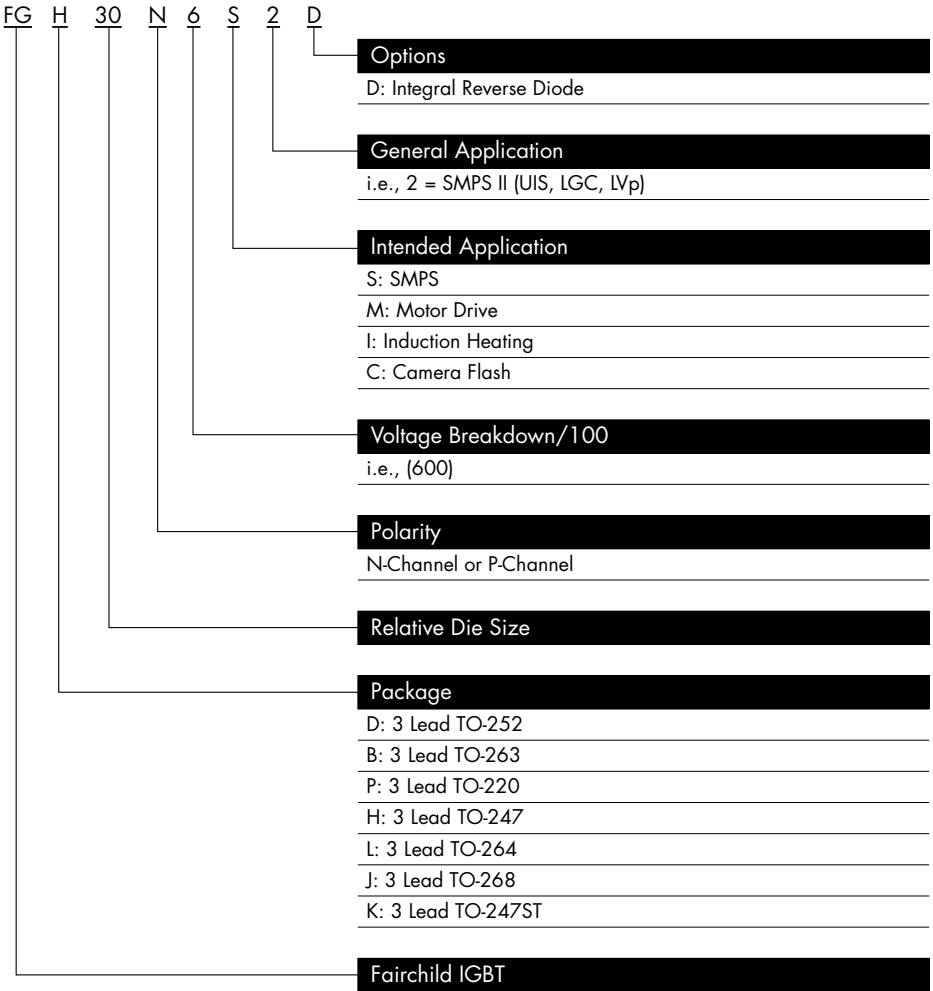 FG H 30 N 6 S 2 D
Options
D: Integral Reverse Diode
General Application
i.e., 2 = SMPS II (UIS, LGC, LVp)
Intended Application
S: SMPS
M: Motor Drive
I: Induction Heating
C: Camera Flash
Voltage Breakdown/100
i.e., (600)
Polarity
N-Channel or P-Channel
Relative Die Size
Package
D: 3 Lead TO-252
B: 3 Lead TO-263
P: 3 Lead TO-220
H: 3 Lead TO-247
L: 3 Lead TO-264
J: 3 Lead TO-268
K: 3 Lead TO-247ST
Fairchild IGBT